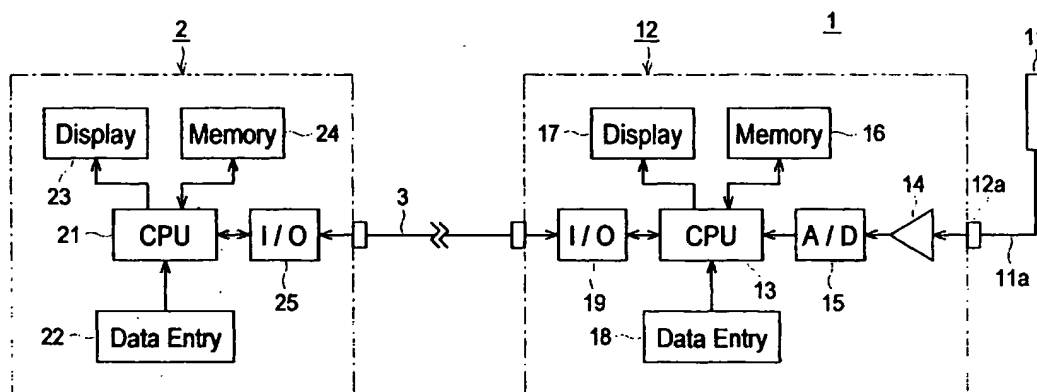 2
12
1
11
Display
Memory
24
17
Display
Memory
16
23
14
12a
3
21
CPU
I / O
I / O
CPU
A / D
11a
25
19
13
15
22
Data Entry
18
Data Entry